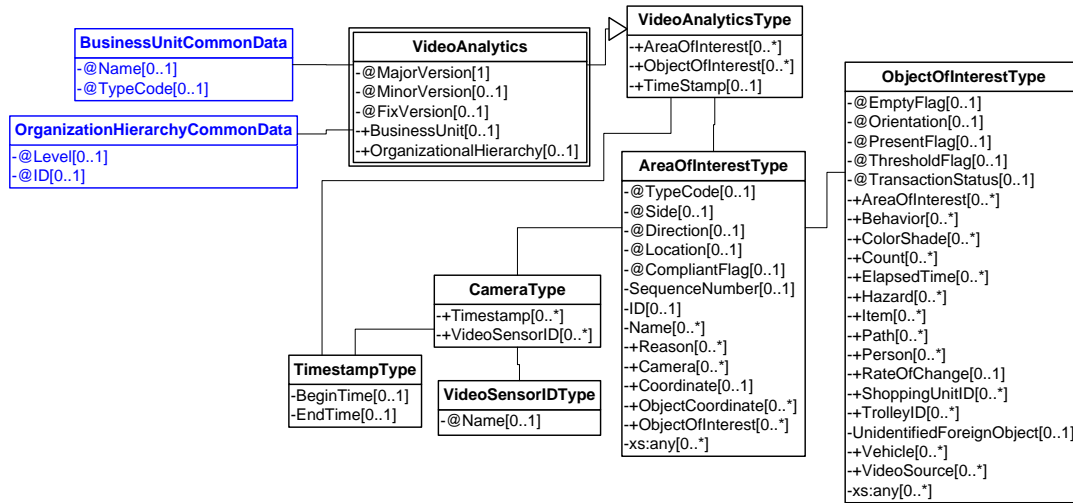 BusinessUnitCommonData
-@Name[0..1]
-@TypeCode[0..1]
OrganizationHierarchyCommonData
-@Level[0..1]
-@ID[0..1]
VideoAnalytics
-@MajorVersion[1]
-@MinorVersion[0..1]
-@FixVersion[0..1]
-+BusinessUnit[0..1]
-+OrganizationalHierarchy[0..1]
VideoAnalyticsType
-+AreaOfInterest[0..*]
-+ObjectOfInterest[0..*]
-+TimeStamp[0..1]
AreaOfInterestType
-@TypeCode[0..1]
-@Side[0..1]
-@Direction[0..1]
-@Location[0..1]
-@CompliantFlag[0..1]
-SequenceNumber[0..1]
-ID[0..1]
-Name[0..*]
-+Reason[0..*]
-+Camera[0..*]
-+Coordinate[0..1]
-+ObjectCoordinate[0..*]
-+ObjectOfInterest[0..*]
-xs:any[0..*]
ObjectOfInterestType
-@EmptyFlag[0..1]
-@Orientation[0..1]
-@PresentFlag[0..1]
-@ThresholdFlag[0..1]
-@TransactionStatus[0..1]
-+AreaOfInterest[0..*]
-+Behavior[0..*]
-+ColorShade[0..*]
-+Count[0..*]
-+ElapsedTime[0..*]
-+Hazard[0..*]
-+Item[0..*]
-+Path[0..*]
-+Person[0..*]
-+RateOfChange[0..1]
-+ShoppingUnitID[0..*]
-+TrolleyID[0..*]
-UnidentifiedForeignObject[0..1]
-+Vehicle[0..*]
-+VideoSource[0..*]
-xs:any[0..*]
CameraType
-+Timestamp[0..*]
-+VideoSensorID[0..*]
TimestampType
-BeginTime[0..1]
-EndTime[0..1]
VideoSensorIDType
-@Name[0..1]